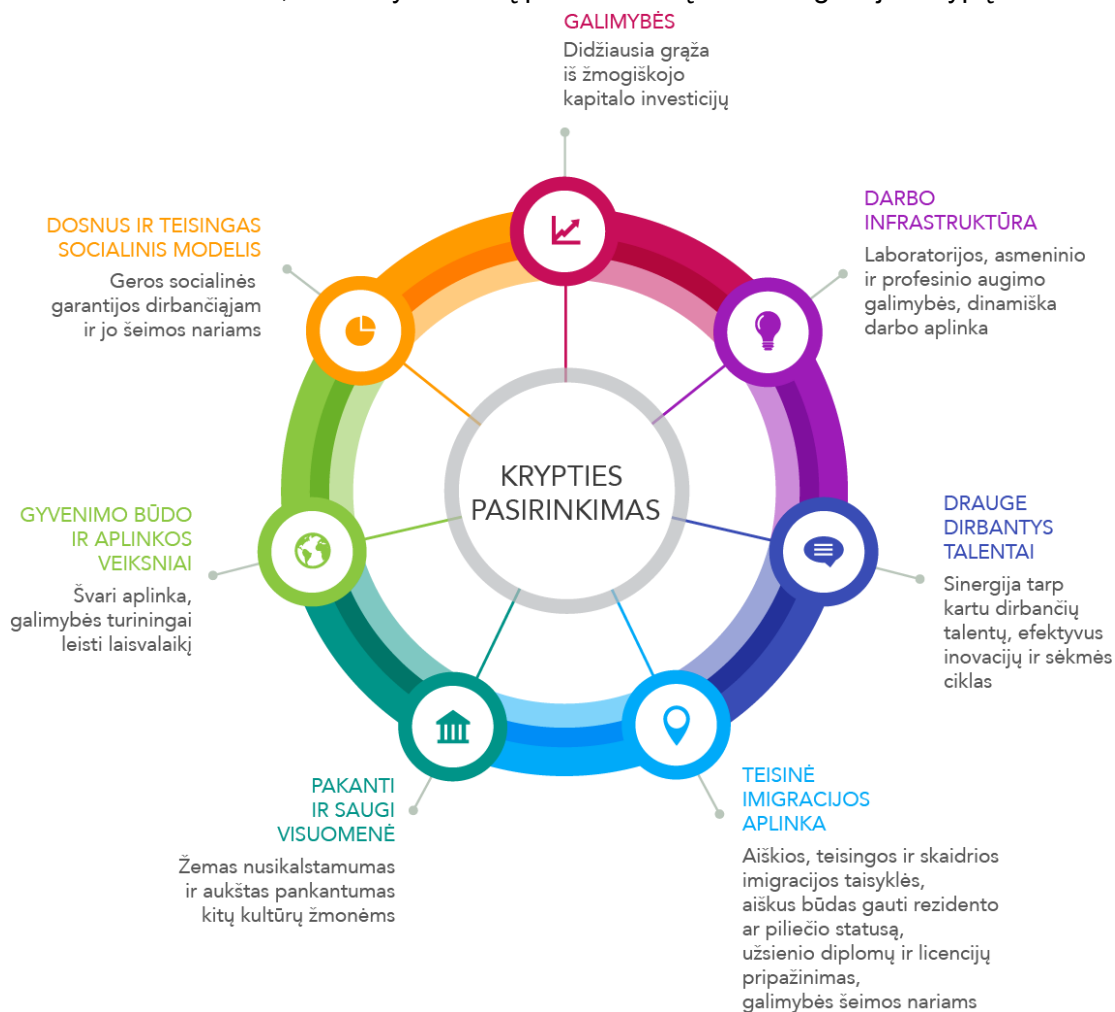 GALIMYBĖS
Didžiausia grąža
iš žmogiškojo
kapitalo investicijų
DARBO
INFRASTRUKTŪRA
Laboratorijos, asmeninio
ir profesinio augimo
galimybės, dinamiška
darbo aplinka
DRAUGE
DIRBANTYS
TALENTAI
Sinergija tarp
kartu dirbančių
talentų, efektyvus
inovacijų ir sėkmės
ciklas
TEISINĖ
IMIGRACIJOS
APLINKA
Aiškios, teisingos ir skaidrios
imigracijos taisyklės,
aiškus būdas gauti rezidento
ar piliečio statusą,
užsienio diplomų ir licencijų
pripažinimas,
galimybės šeimos nariams
PAKANTI
IR SAUGI
VISUOMENĖ
Žemas nusikalstamumas
ir aukštas pankantumas
kitų kultūrų žmonėms
GYVENIMO BŪDO
IR APLINKOS
VEIKSNIAI
Švari aplinka,
galimybės turiningai
leisti laisvalaikį
DOSNUS IR TEISINGAS
SOCIALINIS MODELIS
Geros socialinės
garantijos dirbančiąjam
ir jo šeimos nariams
KRYPTIES
PASIRINKIMAS